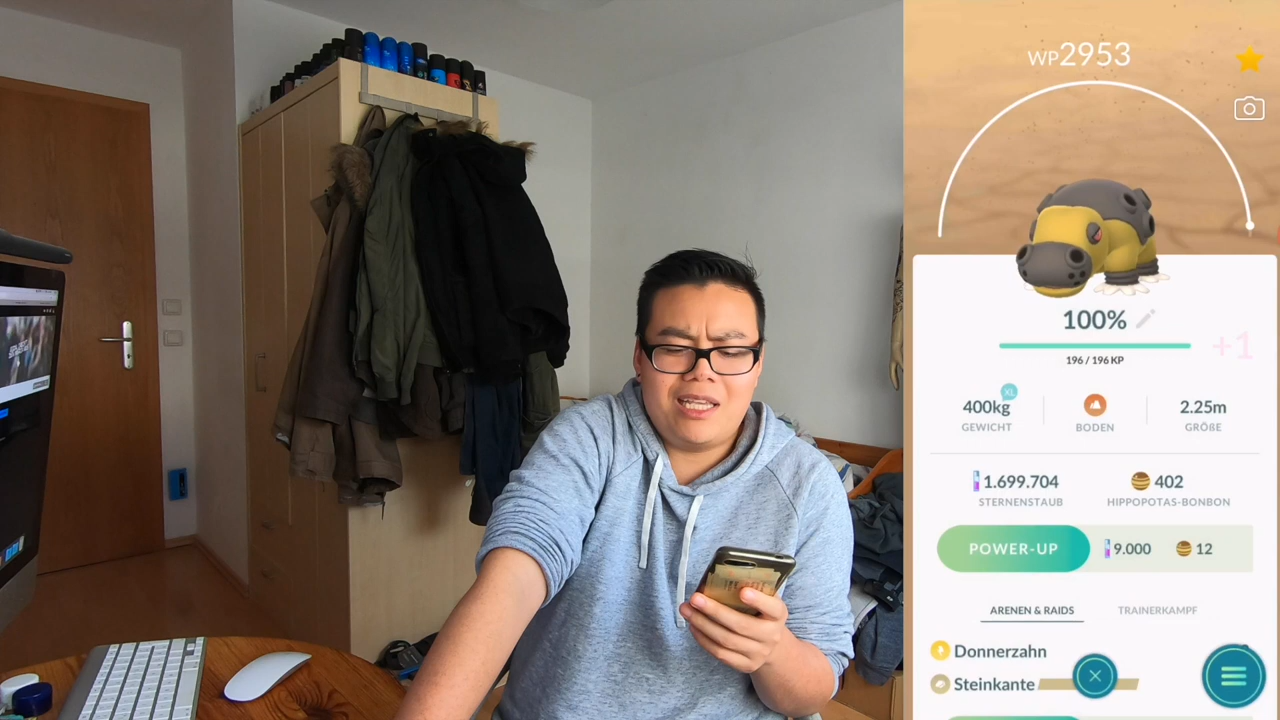 WP2953
100%
+1
196 / 196 KP
XL
400kg
GEWICHT
BODEN
2.25m
GRÖßE
1.699.704
STERNENSTAUB
402
HIPPOPOTAS-BONBON
POWER-UP
9.000
12
ARENEN & RAIDS
TRAINERKAMPF
Donnerzahn
Steinkante